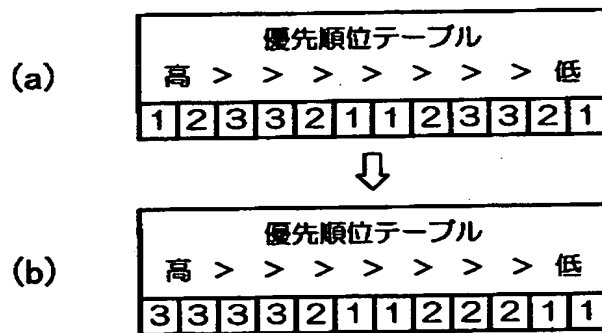 (a)
優先順位テーブル
高 > > > > > > > 低
1 2 3 3 2 1 1 2 3 3 2 1
(b)
優先順位テーブル
高 > > > > > > > 低
3 3 3 3 2 1 1 2 2 2 1 1